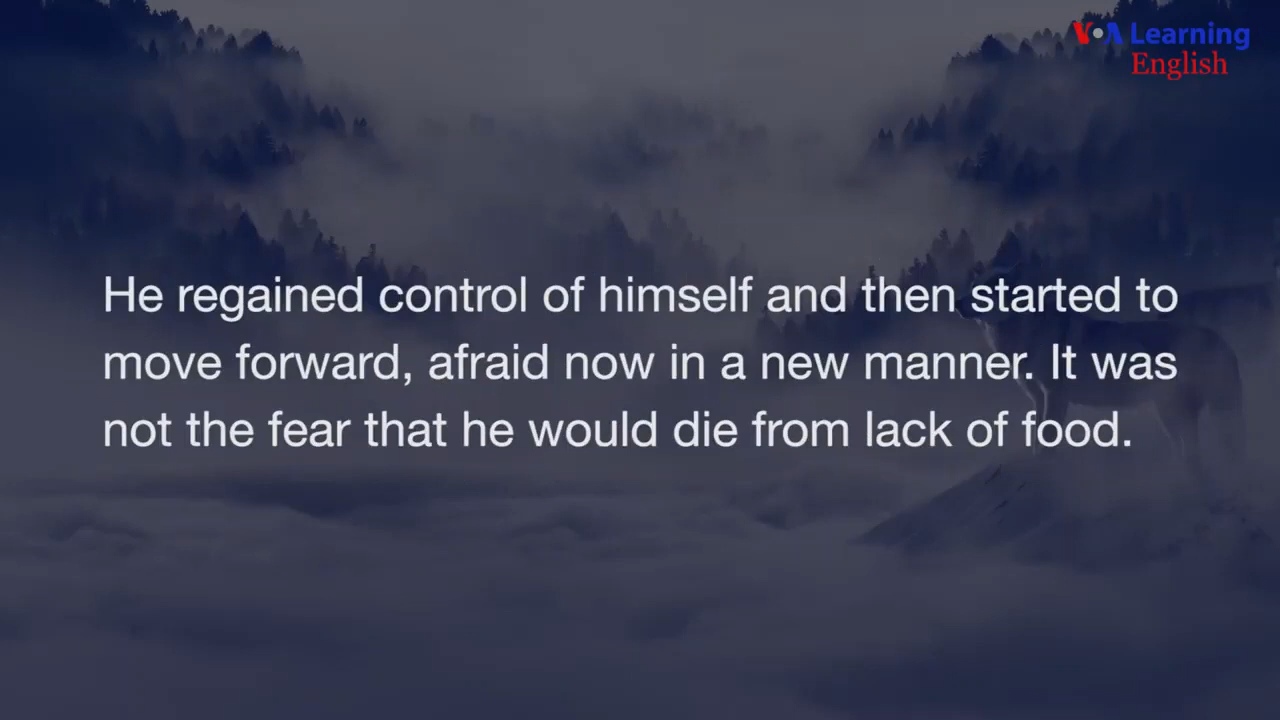 VOA Learning
English
He regained control of himself and then started to
move forward, afraid now in a new manner. It was
not the fear that he would die from lack of food.